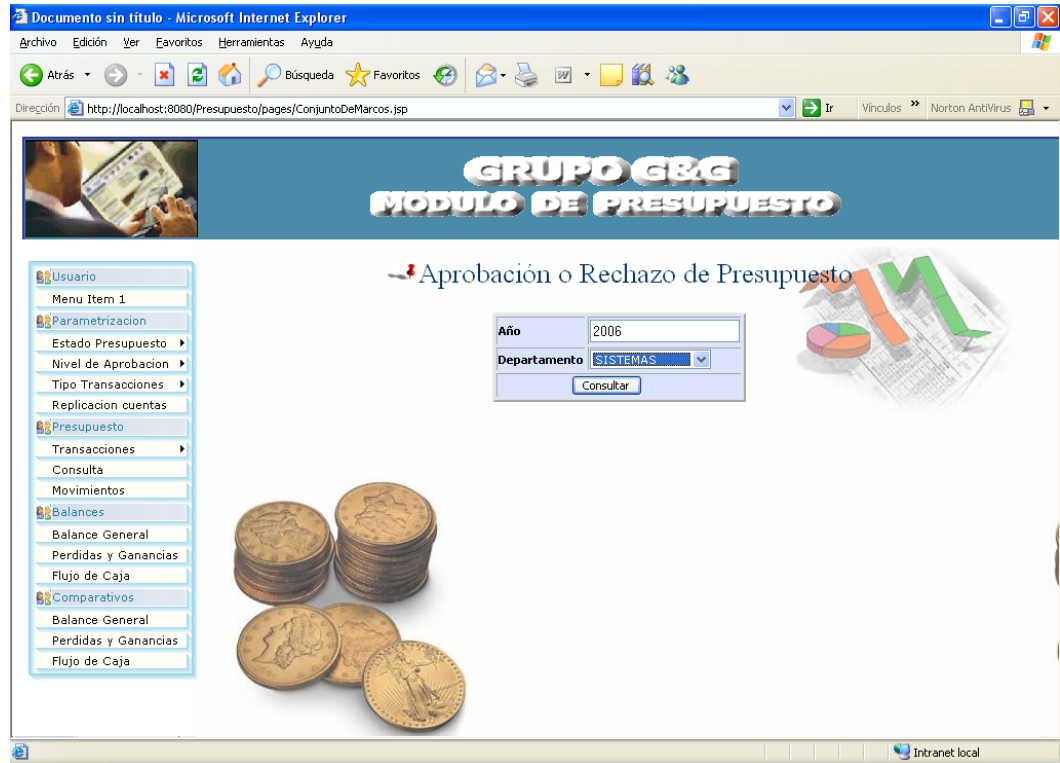 Documento sin título - Microsoft Internet Explorer
Archivo Edición Ver Favoritos Herramientas Ayuda
Atrás Búsqueda Favoritos
Dirección http://localhost:8080/Presupuesto/pages/ConjuntoDeMarcos.jsp Ir Vínculos Norton AntiVirus
GRUPO G&G
MODULO DE PRESUPUESTO
Usuario
Menu Item 1
Parametrizacion
Estado Presupuesto
Nivel de Aprobacion
Tipo Transacciones
Replicacion cuentas
Presupuesto
Transacciones
Consulta
Movimientos
Balances
Balance General
Perdidas y Ganancias
Flujo de Caja
Comparativos
Balance General
Perdidas y Ganancias
Flujo de Caja
Aprobación o Rechazo de Presupuesto
Año 2006
Departamento SISTEMAS
Consultar
Intranet local